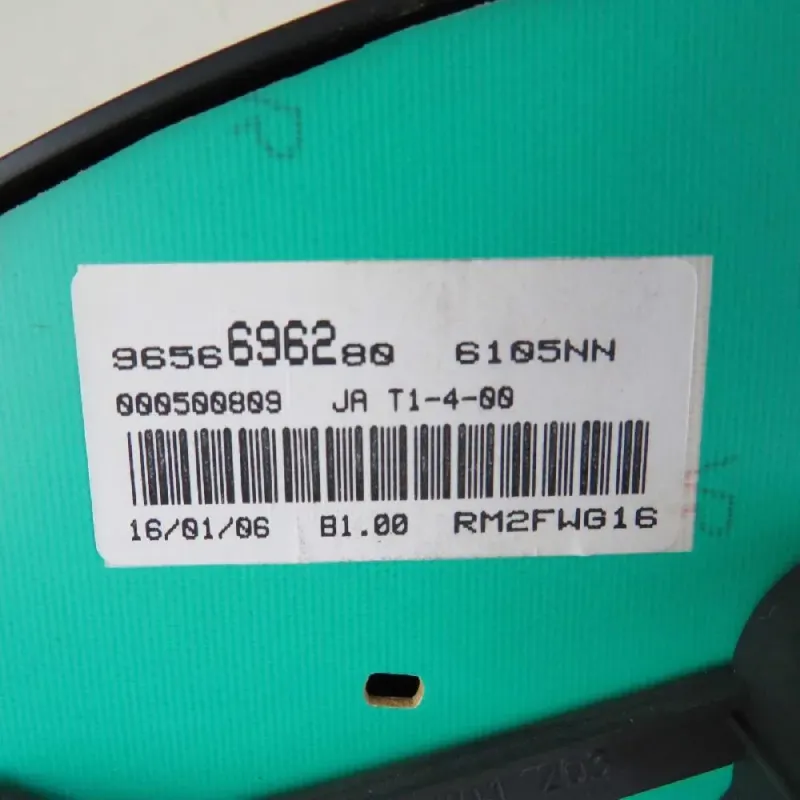 9656696280 6105NN
000500809 JA T1-4-00
16/01/06 B1.00 RM2FWG16